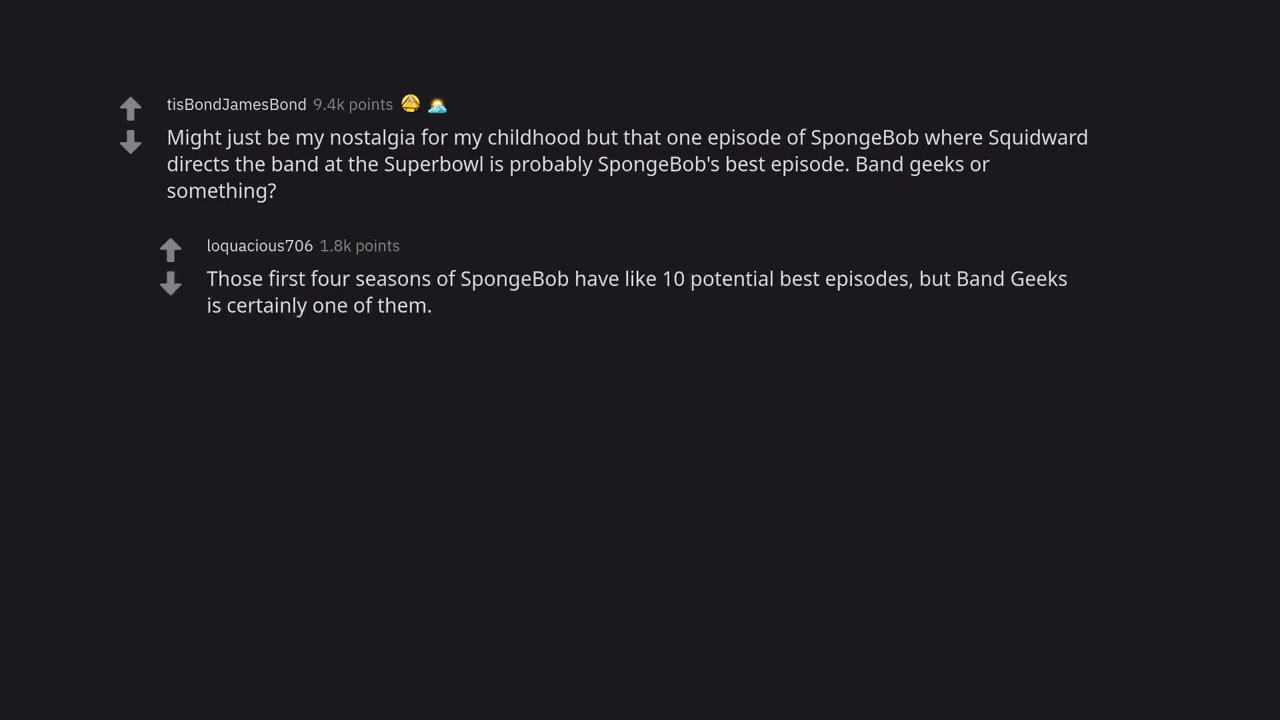 tisBondJamesBond 9.4k points
Might just be my nostalgia for my childhood but that one episode of SpongeBob where Squidward
directs the band at the Superbowl is probably SpongeBob's best episode. Band geeks or
something?
loquacious706 1.8k points
Those first four seasons of SpongeBob have like 10 potential best episodes, but Band Geeks
is certainly one of them.